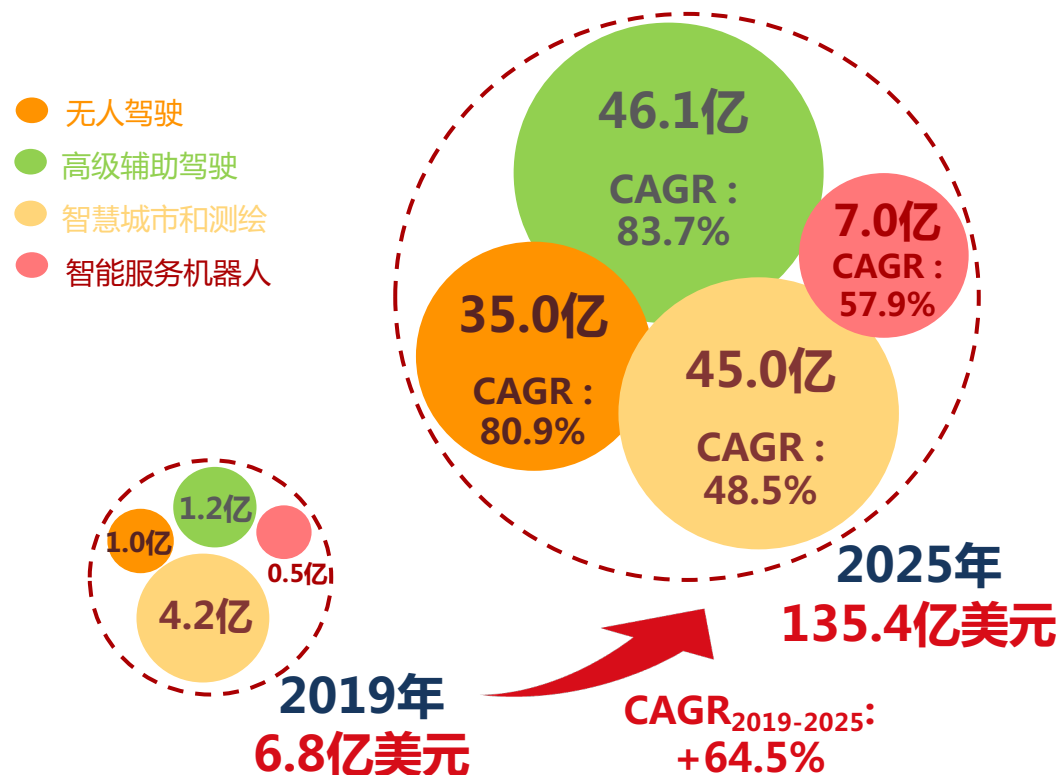 无人驾驶
高级辅助驾驶
智慧城市和测绘
智能服务机器人
46.1亿
CAGR：
83.7%
7.0亿
CAGR：
57.9%
35.0亿
CAGR：
80.9%
45.0亿
CAGR：
48.5%
1.2亿
1.0亿
0.5亿
4.2亿
2025年
135.4亿美元
2019年
6.8亿美元
CAGR2019-2025:
+64.5%